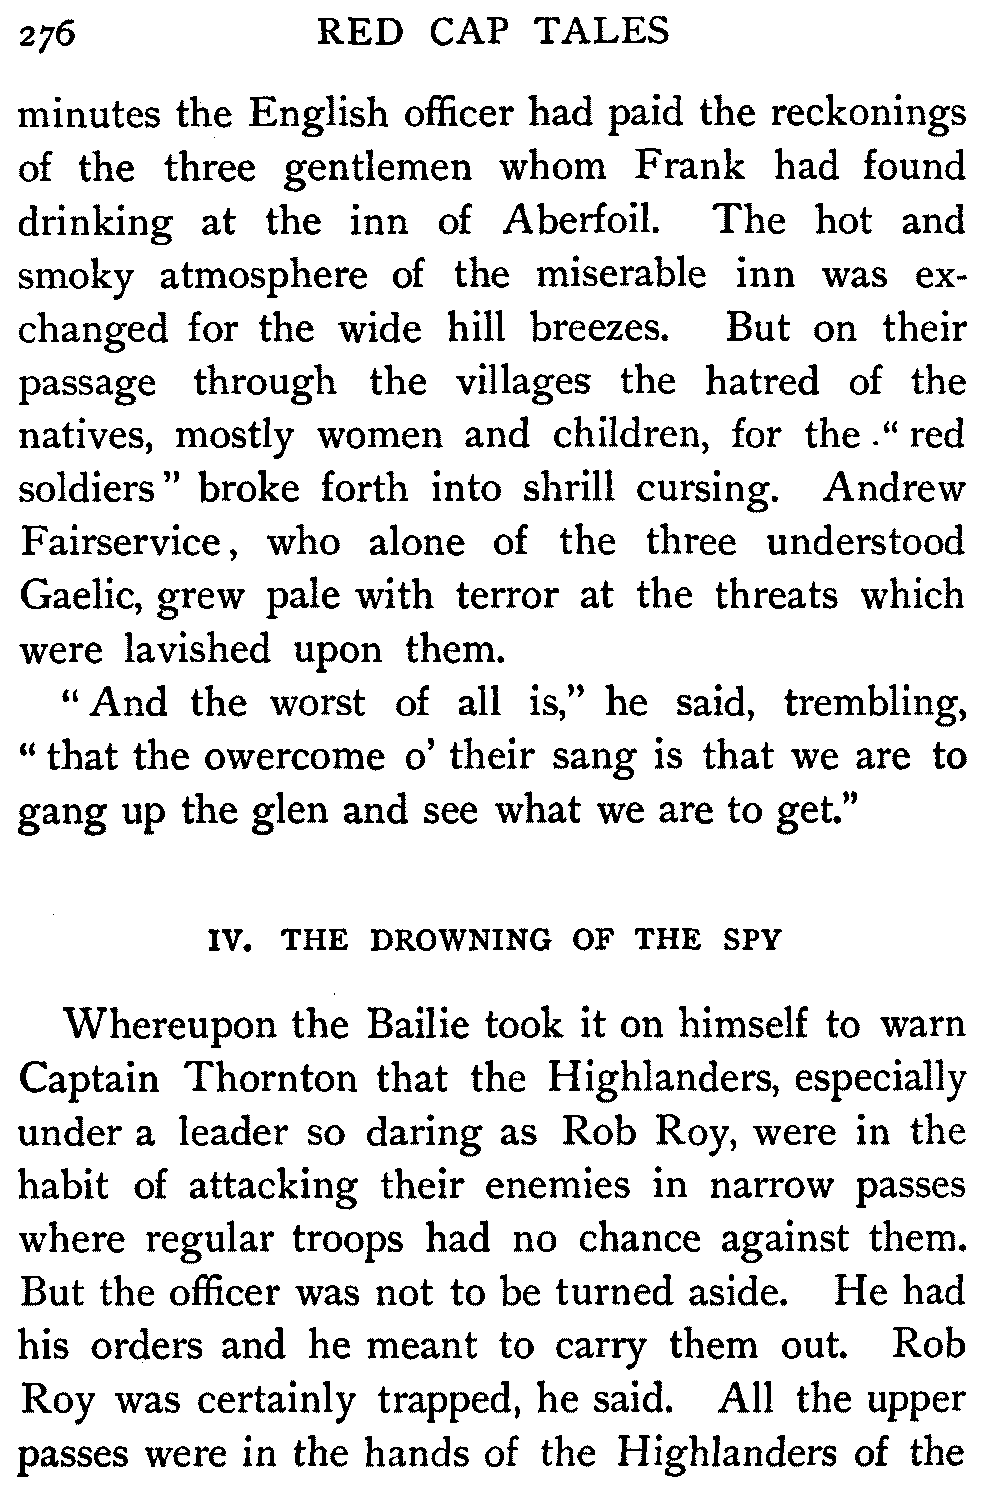 276 RED CAP TALES
minutes the English officer had paid the reckonings
of the three gentlemen whom Frank had found
drinking at the inn of Aberfoil. The hot and
smoky atmosphere of the miserable inn was ex-
changed for the wide hill breezes. But on their
passage through the villages the hatred of the
natives, mostly women and children, for the ." red
soldiers" broke forth into shrill cursing. Andrew
Fairservice, who alone of the three understood
Gaelic, grew pale with terror at the threats which
were lavished upon them.
"And the worst of all is," he said, trembling,
"that the owercome o' their sang is that we are to
gang up the glen and see what we are to get."
IV. THE DROWNING OF THE SPY
Whereupon the Bailie took it on himself to warn
Captain Thornton that the Highlanders, especially
under a leader so daring as Rob Roy, were in the
habit of attacking their enemies in narrow passes
where regular troops had no chance against them.
But the officer was not to be turned aside. He had
his orders and he meant to carry them out. Rob
Roy was certainly trapped, he said. All the upper
passes were in the hands of the Highlanders of the